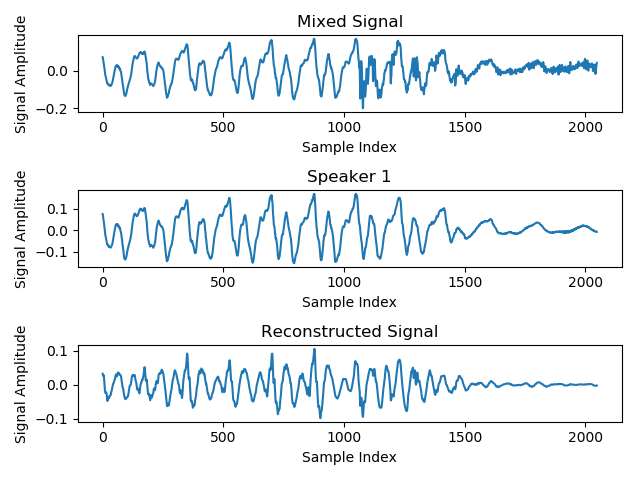 Mixed Signal
Signal Amplitude
0.0
−0.2
0
500
1000
1500
2000
Sample Index
Speaker 1
Signal Amplitude
0.1
0.0
−0.1
0
500
1000
1500
2000
Sample Index
Reconstructed Signal
Signal Amplitude
0.1
0.0
−0.1
0
500
1000
1500
2000
Sample Index